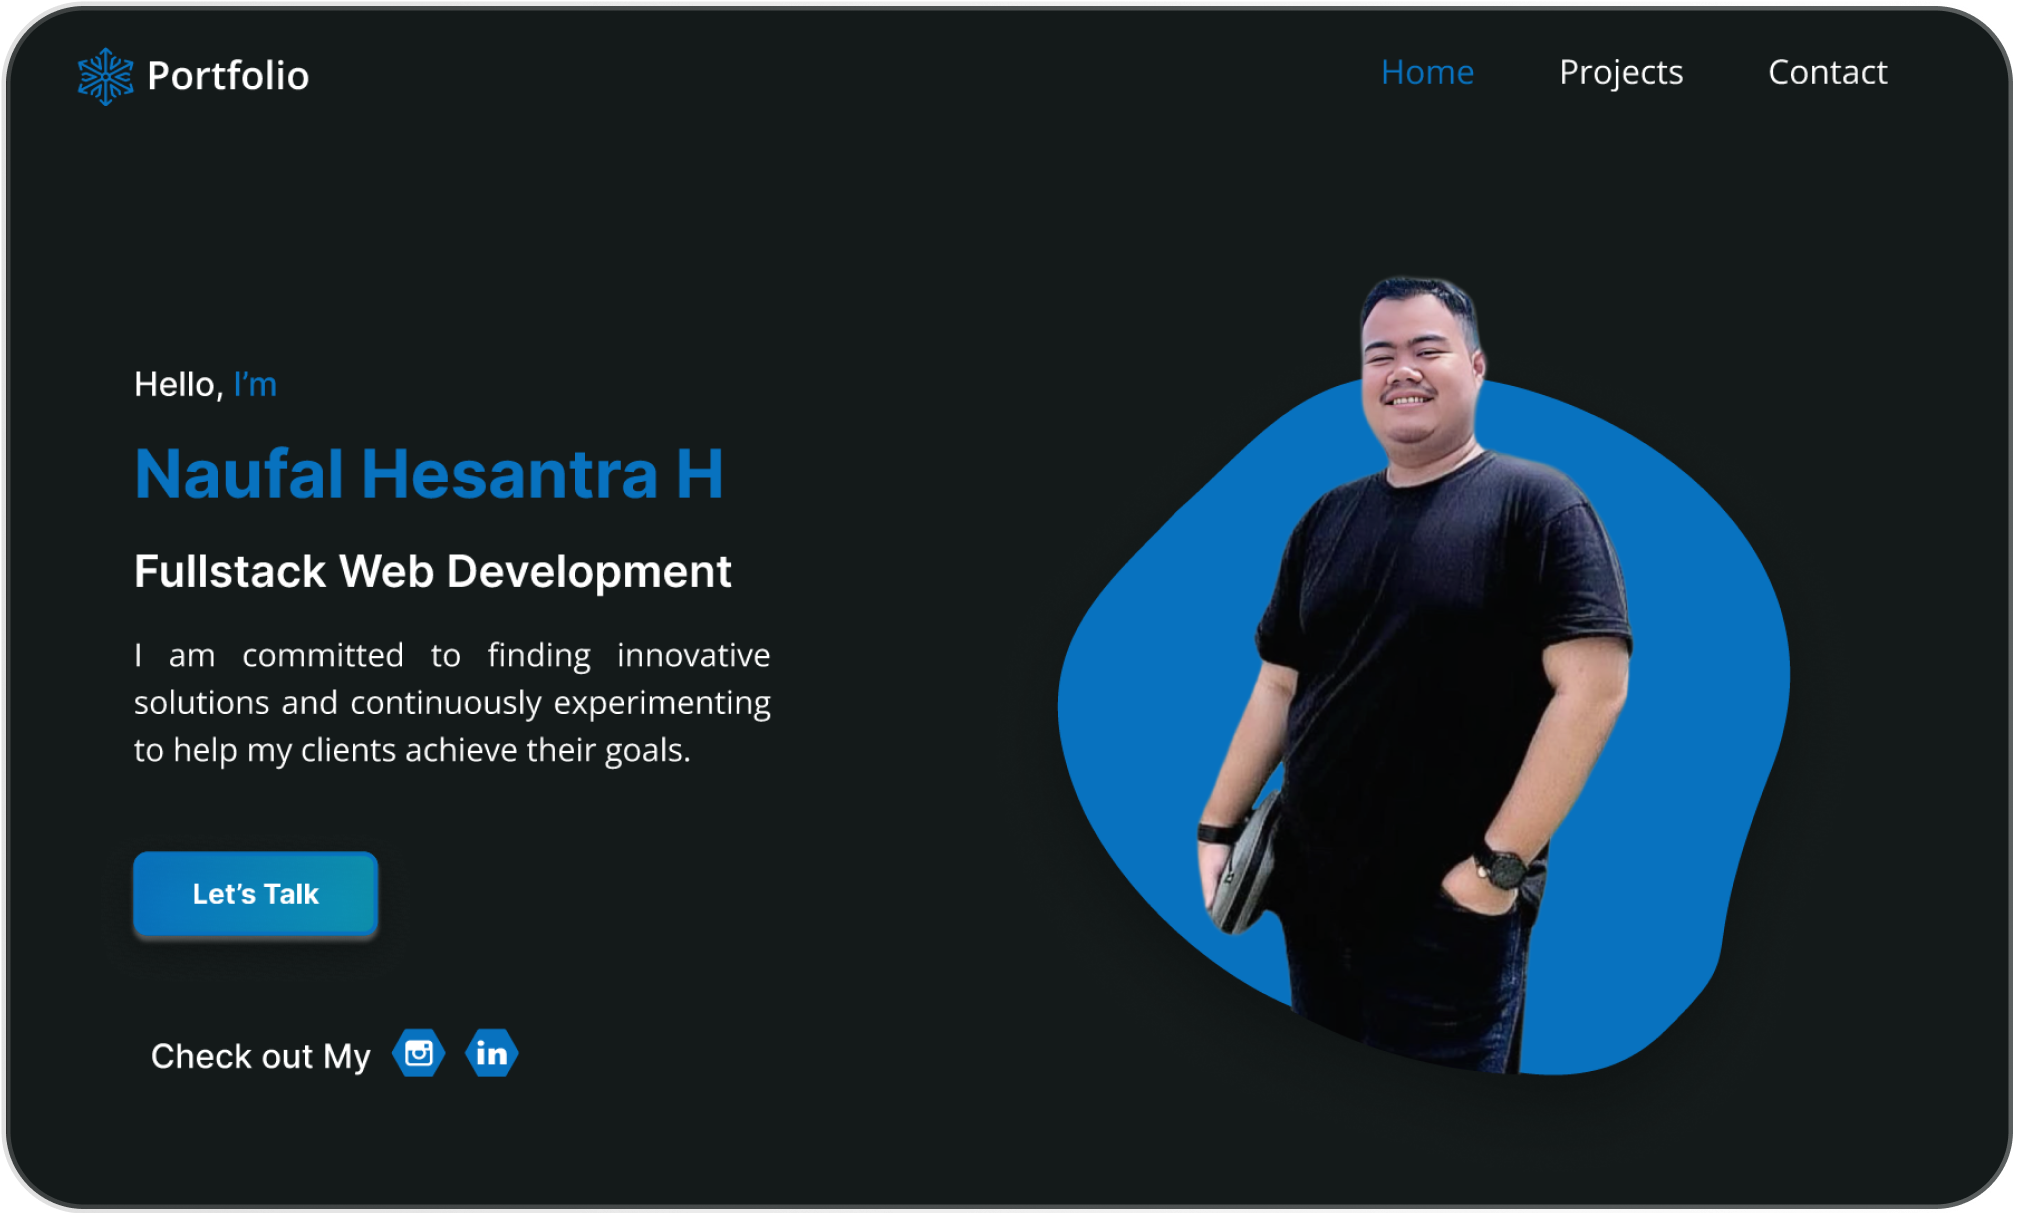 Portfolio
Home Projects Contact
Hello, I’m
Naufal Hesantra H
Fullstack Web Development
I am committed to finding innovative
solutions and continuously experimenting
to help my clients achieve their goals.
Let’s Talk
Check out My in